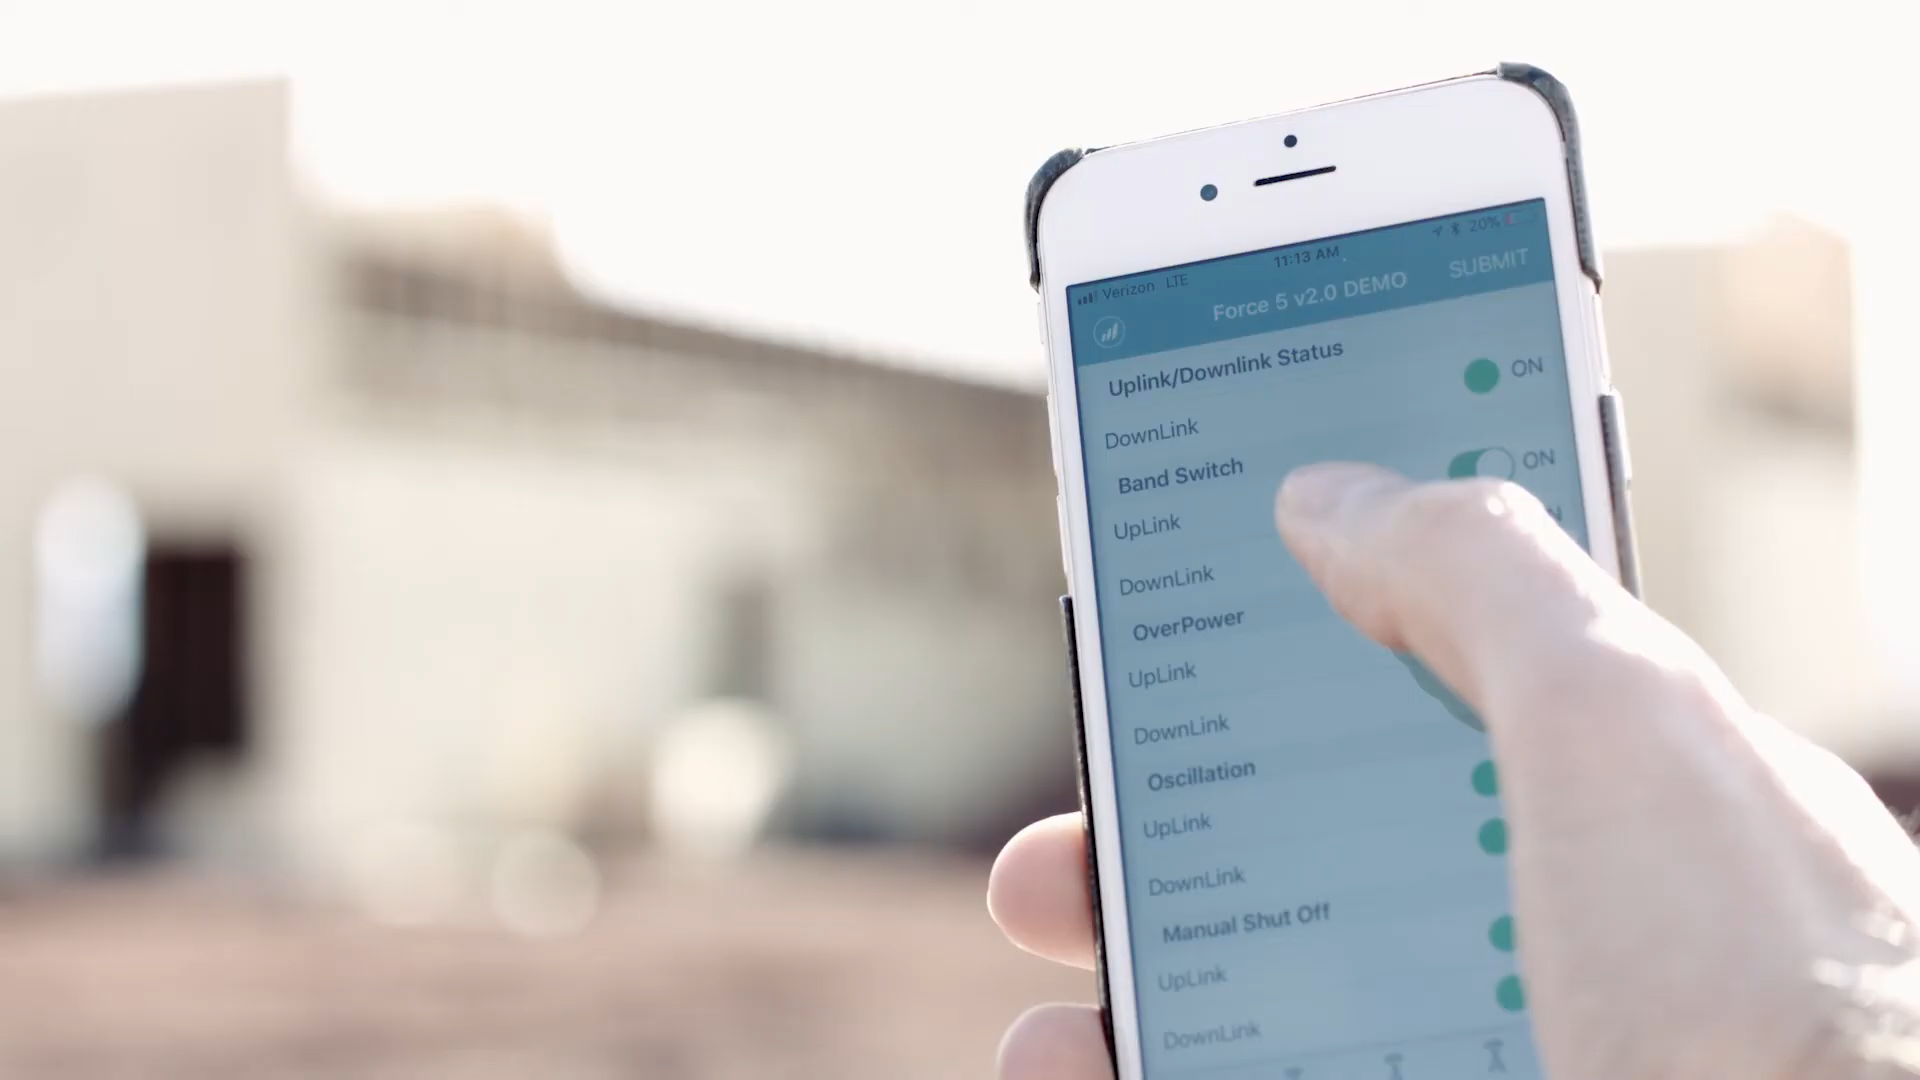 Verizon LTE 11:13 AM 20%
Force 5 v2.0 DEMO SUBMIT
Uplink/Downlink Status
DownLink ON
Band Switch
UpLink ON
DownLink
OverPower
UpLink
DownLink
Oscillation
UpLink
DownLink
Manual Shut Off
UpLink
DownLink